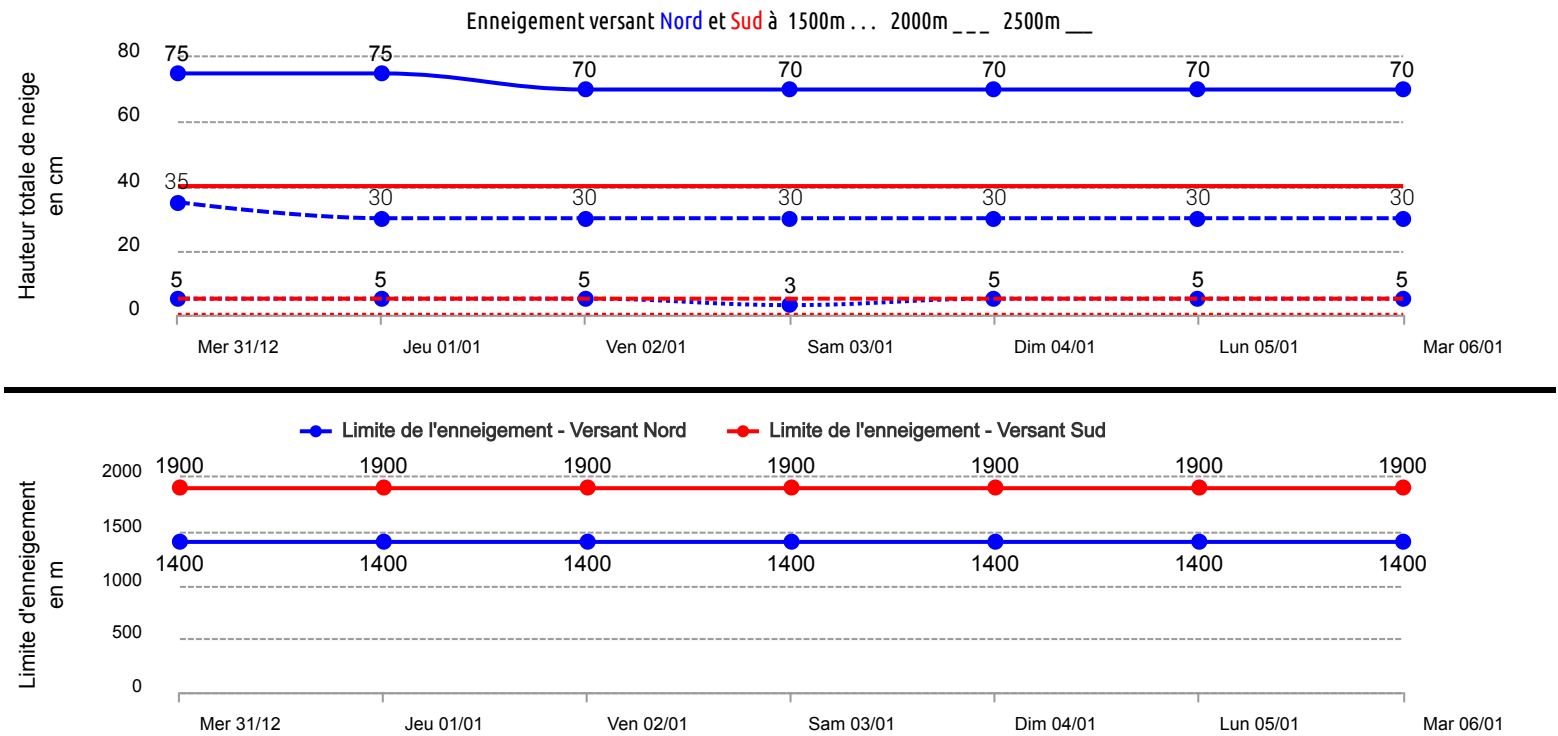 Enneigement versant Nord et Sud à 1500m . . . 2000m _ _ _ 2500m __
Hauteur totale de neige
en cm
80
60
40
20
0
75 75 70 70 70 70 70
35 30 30 30 30 30 30
5 5 5 3 5 5 5
Mer 31/12 Jeu 01/01 Ven 02/01 Sam 03/01 Dim 04/01 Lun 05/01 Mar 06/01
Limite de l'enneigement - Versant Nord Limite de l'enneigement - Versant Sud
Limite d'enneigement
en m
2000
1500
1000
500
0
1900 1900 1900 1900 1900 1900 1900
1400 1400 1400 1400 1400 1400 1400
Mer 31/12 Jeu 01/01 Ven 02/01 Sam 03/01 Dim 04/01 Lun 05/01 Mar 06/01